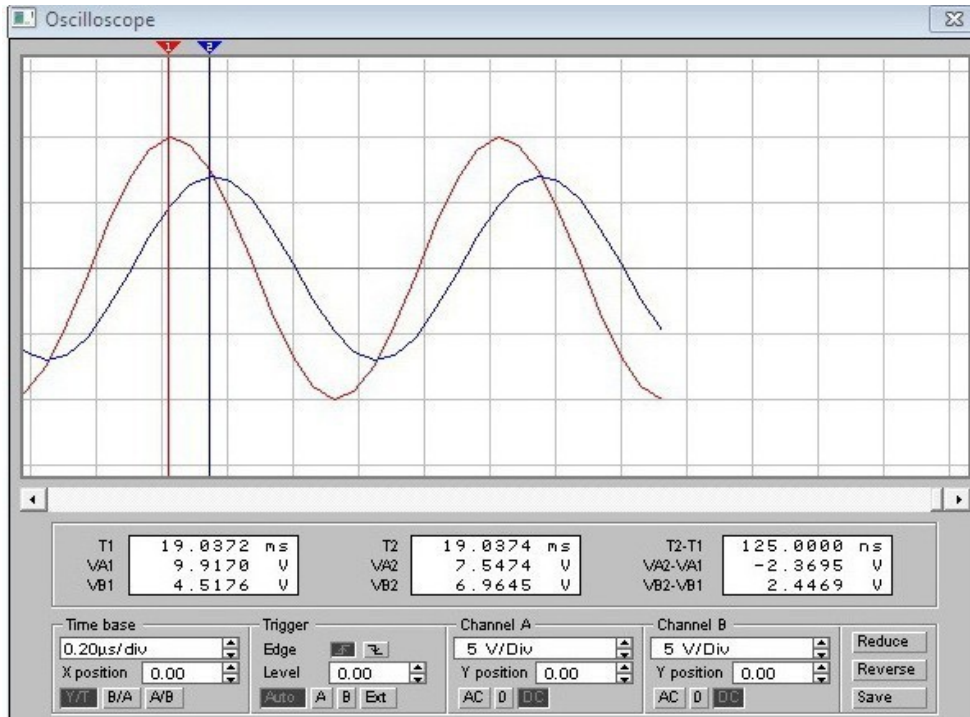 Oscilloscope
1 2
T1 19.0372 ms T2 19.0374 ms T2-T1 125.0000 ns
VA1 9.9170 V VA2 7.5474 V VA2-VA1 -2.3695 V
VB1 4.5176 V VB2 6.9645 V VB2-VB1 2.4469 V
Time base Trigger Channel A Channel B
0.20µs/div Edge 5 V/Div 5 V/Div Reduce
X position 0.00 Level 0.00 Y position 0.00 Y position 0.00 Reverse
Y/T B/A A/B Auto A B Ext AC 0 DC AC 0 DC Save